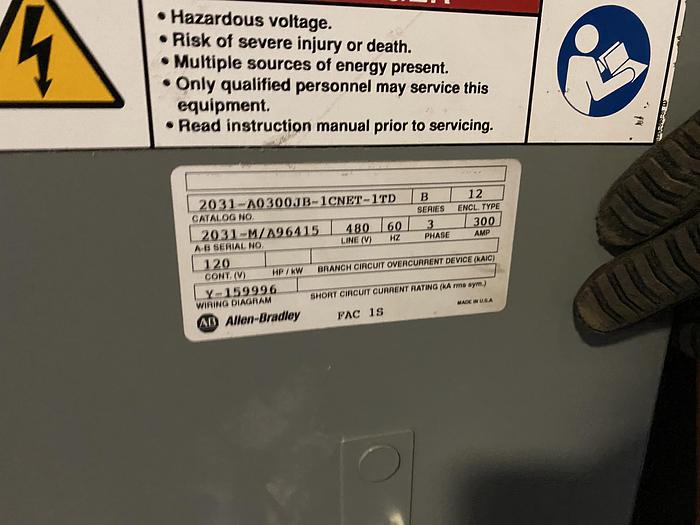 • Hazardous voltage.
• Risk of severe injury or death.
• Multiple sources of energy present.
• Only qualified personnel may service this
equipment.
• Read instruction manual prior to servicing.
2031-A0300JB-1CNET-1TD B 12
CATALOG NO. SERIES ENCL. TYPE
2031-M/A96415 480 60 3 300
A-B SERIAL NO. LINE (V) HZ PHASE AMP
120
CONT. (V) HP / KW BRANCH CIRCUIT OVERCURRENT DEVICE (kAIC)
Y-159996
WIRING DIAGRAM SHORT CIRCUIT CURRENT RATING (kA rms sym.)
AB Allen-Bradley FAC 1S MADE IN U.S.A